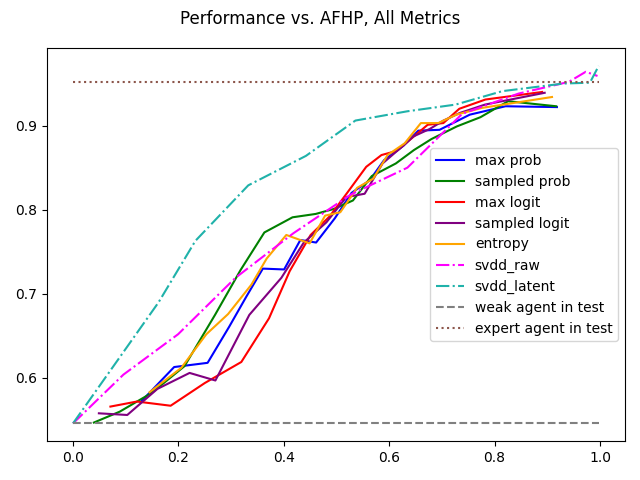 Performance vs. AFHP, All Metrics
0.9
0.8
0.7
0.6
0.0 0.2 0.4 0.6 0.8 1.0
max prob
sampled prob
max logit
sampled logit
entropy
svdd_raw
svdd_latent
weak agent in test
expert agent in test